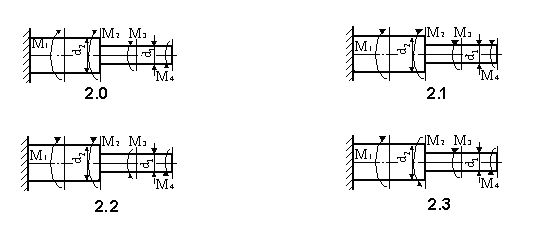 M₁ d₂ M₂ M₃ d₁ M₄
2.0
M₁ d₂ M₂ M₃ d₁ M₄
2.1
M₁ d₂ M₂ M₃ d₁ M₄
2.2
M₁ d₂ M₂ M₃ d₁ M₄
2.3